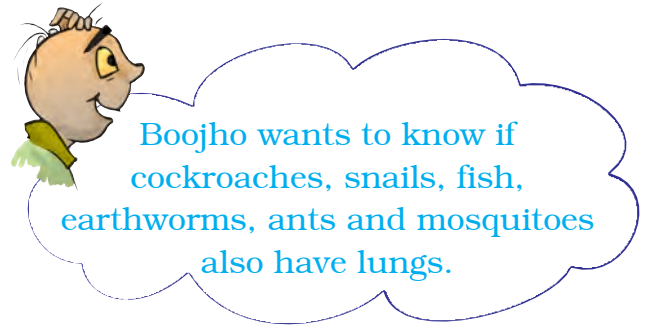 Boojho wants to know if
cockroaches, snails, fish,
earthworms, ants and mosquitoes
also have lungs.